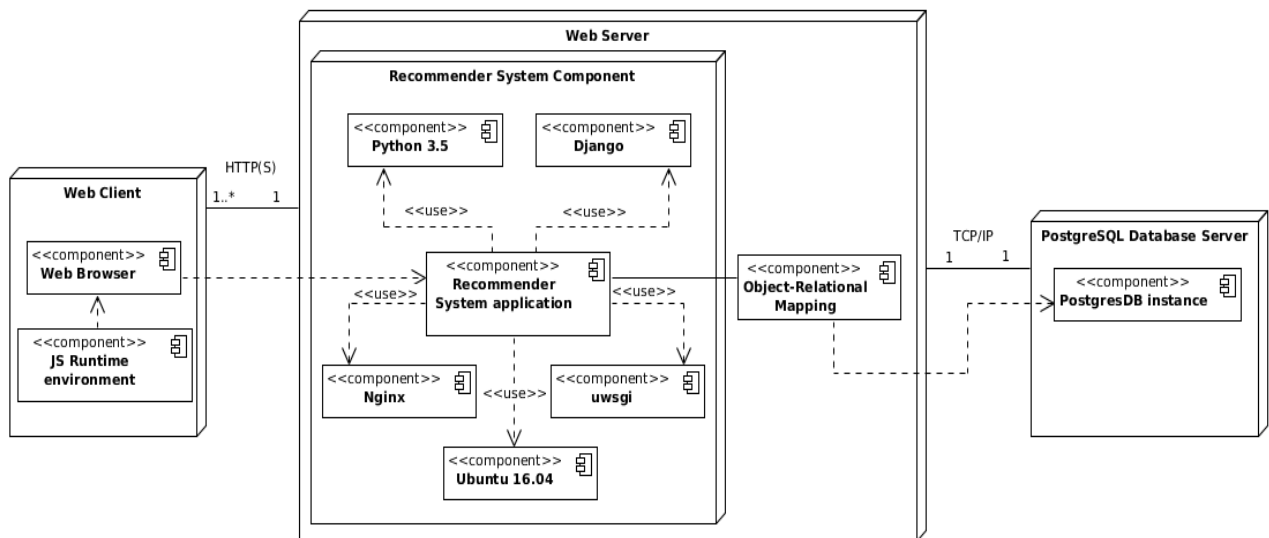 Web Server
Recommender System Component
<<component>>
Python 3.5
<<component>>
Django
HTTP(S)
1..*
1
Web Client
<<use>>
<<use>>
<<component>>
Web Browser
<<component>>
Recommender
System application
<<component>>
Object-Relational
Mapping
TCP/IP
1
1
PostgreSQL Database Server
<<component>>
PostgresDB instance
<<use>>
<<use>>
<<component>>
JS Runtime
environment
<<component>>
Nginx
<<use>>
<<component>>
uwsgi
<<component>>
Ubuntu 16.04